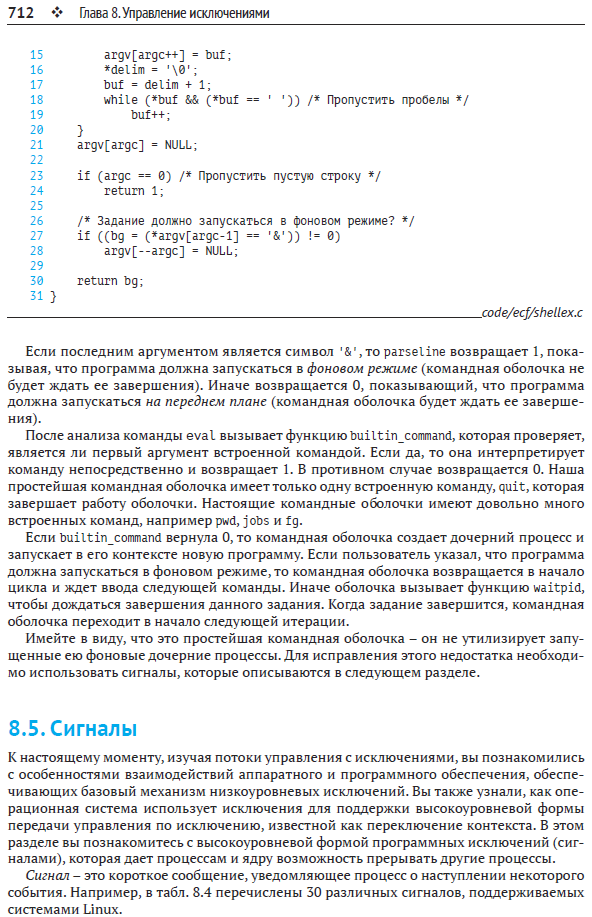 712 ❖ Глава 8. Управление исключениями
15 argv[argc++] = buf;
16 *delim = '\0';
17 buf = delim + 1;
18 while (*buf && (*buf == ' ')) /* Пропустить пробелы */
19 buf++;
20 }
21 argv[argc] = NULL;
22
23 if (argc == 0) /* Пропустить пустую строку */
24 return 1;
25
26 /* Задание должно запускаться в фоновом режиме? */
27 if ((bg = (*argv[argc-1] == '&')) != 0)
28 argv[--argc] = NULL;
29
30 return bg;
31 }
code/ecf/shellex.c
Если последним аргументом является символ '&', то parseline возвращает 1, пока-
зывая, что программа должна запускаться в фоновом режиме (командная оболочка не
будет ждать ее завершения). Иначе возвращается 0, показывающий, что программа
должна запускаться на переднем плане (командная оболочка будет ждать ее заверше-
ния).
После анализа команды eval вызывает функцию builtin_command, которая проверяет,
является ли первый аргумент встроенной командой. Если да, то она интерпретирует
команду непосредственно и возвращает 1. В противном случае возвращается 0. Наша
простейшая командная оболочка имеет только одну встроенную команду, quit, которая
завершает работу оболочки. Настоящие командные оболочки имеют довольно много
встроенных команд, например pwd, jobs и fg.
Если builtin_command вернула 0, то командная оболочка создает дочерний процесс и
запускает в его контексте новую программу. Если пользователь указал, что программа
должна запускаться в фоновом режиме, то командная оболочка возвращается в начало
цикла и ждет ввода следующей команды. Иначе оболочка вызывает функцию waitpid,
чтобы дождаться завершения данного задания. Когда задание завершится, командная
оболочка переходит в начало следующей итерации.
Имейте в виду, что это простейшая командная оболочка – он не утилизирует запу-
щенные ею фоновые дочерние процессы. Для исправления этого недостатка необходи-
мо использовать сигналы, которые описываются в следующем разделе.
8.5. Сигналы
К настоящему моменту, изучая потоки управления с исключениями, вы познакомились
с особенностями взаимодействий аппаратного и программного обеспечения, обеспе-
чивающих базовый механизм низкоуровневых исключений. Вы также узнали, как опе-
рационная система использует исключения для поддержки высокоуровневой формы
передачи управления по исключению, известной как переключение контекста. В этом
разделе вы познакомитесь с высокоуровневой формой программных исключений (сиг-
налами), которая дает процессам и ядру возможность прерывать другие процессы.
Сигнал – это короткое сообщение, уведомляющее процесс о наступлении некоторого
события. Например, в табл. 8.4 перечислены 30 различных сигналов, поддерживаемых
системами Linux.